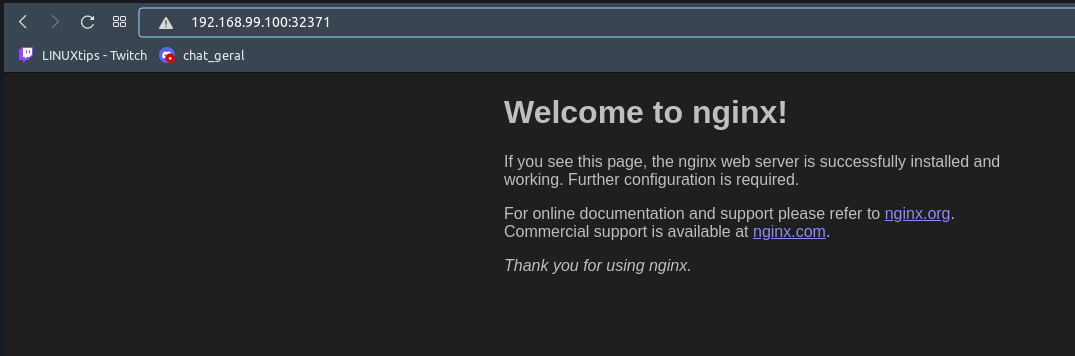 192.168.99.100:32371
LINUXtips - Twitch chat_geral
Welcome to nginx!
If you see this page, the nginx web server is successfully installed and
working. Further configuration is required.
For online documentation and support please refer to nginx.org.
Commercial support is available at nginx.com.
Thank you for using nginx.